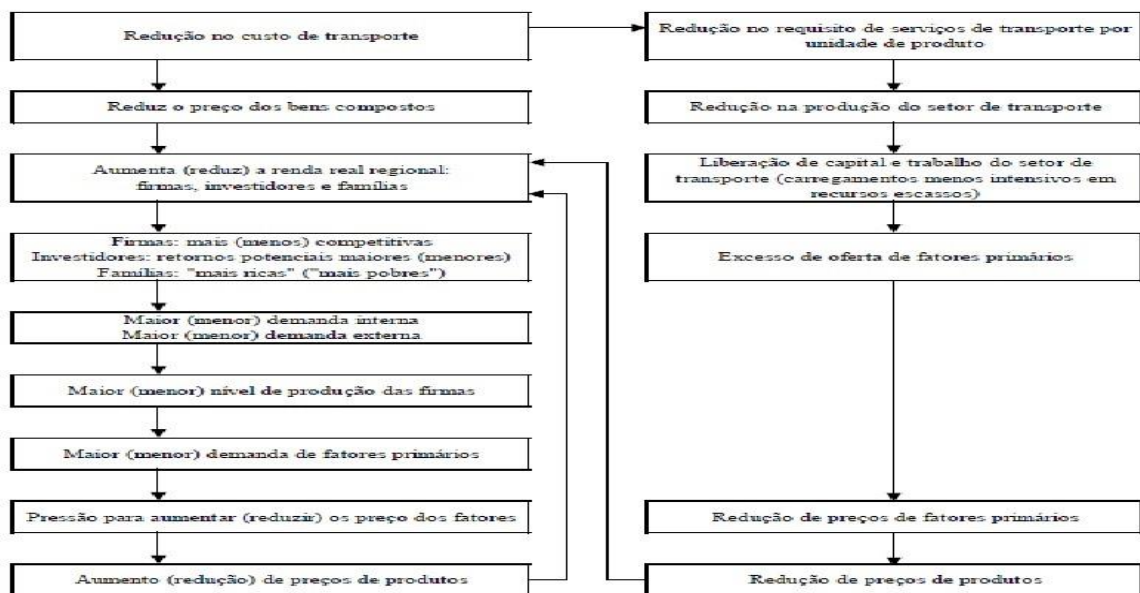 Redução no custo de transporte
Reduz o preço dos bens compostos
Aumenta (reduz) a renda real regional:
firmas, investidores e famílias
Firmas: mais (menos) competitivas
Investidores: retornos potenciais maiores (menores)
Famílias: "mais ricas" ("mais pobres")
Maior (menor) demanda interna
Maior (menor) demanda externa
Maior (menor) nível de produção das firmas
Maior (menor) demanda de fatores primários
Pressão para aumentar (reduzir) os preço dos fatores
Aumento (redução) de preços de produtos
Redução no requisito de serviços de transporte por
unidade de produto
Redução na produção do setor de transporte
Liberação de capital e trabalho do setor de
transporte (carregamentos menos intensivos em
recursos escassos)
Excesso de oferta de fatores primários
Redução de preços de fatores primários
Redução de preços de produtos